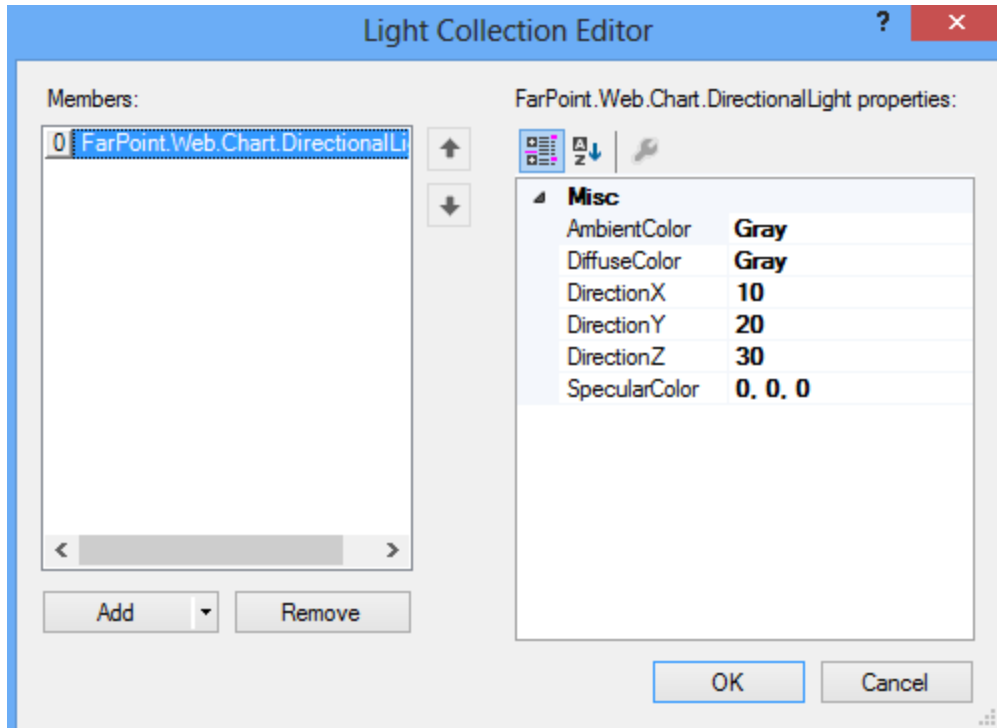 Light Collection Editor
?
Members:
0 FarPoint.Web.Chart.DirectionalLi
Add
Remove
FarPoint.Web.Chart.DirectionalLight properties:
Misc
AmbientColor Gray
DiffuseColor Gray
DirectionX 10
DirectionY 20
DirectionZ 30
SpecularColor 0, 0, 0
OK
Cancel